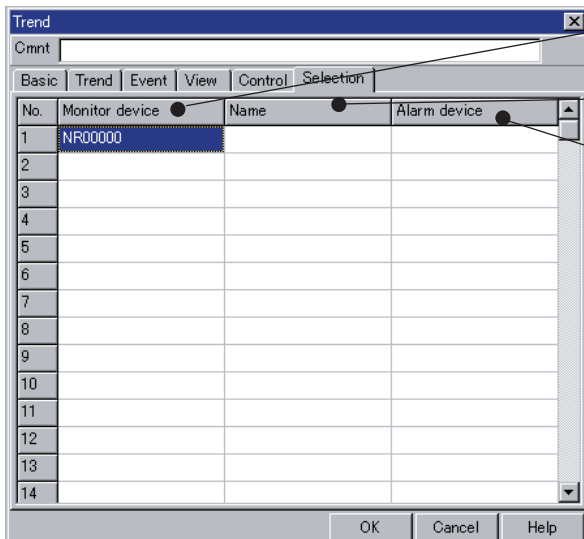 Trend
Cmnt
Basic Trend Event View Control Selection
No. Monitor device Name Alarm device
1 NR00000
2
3
4
5
6
7
8
9
10
11
12
13
14
OK Cancel Help